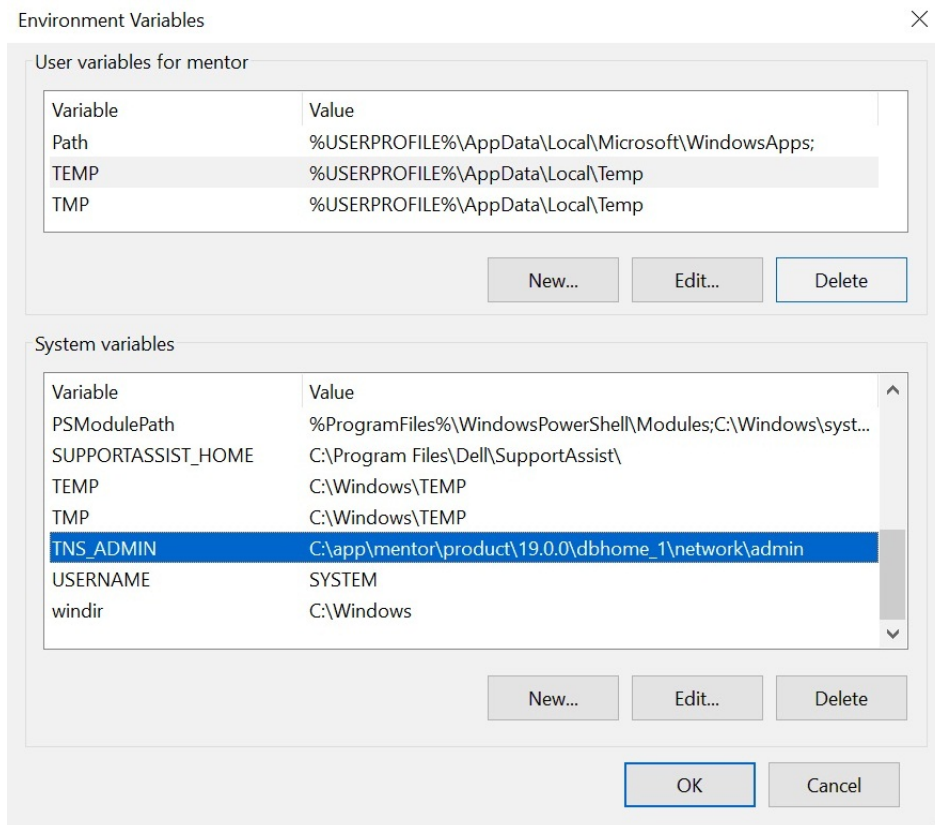 Environment Variables
User variables for mentor
Variable Value
Path %USERPROFILE%\AppData\Local\Microsoft\WindowsApps;
TEMP %USERPROFILE%\AppData\Local\Temp
TMP %USERPROFILE%\AppData\Local\Temp
New... Edit... Delete
System variables
Variable Value
PSModulePath %ProgramFiles%\WindowsPowerShell\Modules;C:\Windows\syst...
SUPPORTASSIST_HOME C:\Program Files\Dell\SupportAssist\
TEMP C:\Windows\TEMP
TMP C:\Windows\TEMP
TNS_ADMIN C:\app\mentor\product\19.0.0\dbhome_1\network\admin
USERNAME SYSTEM
windir C:\Windows
New... Edit... Delete
OK Cancel